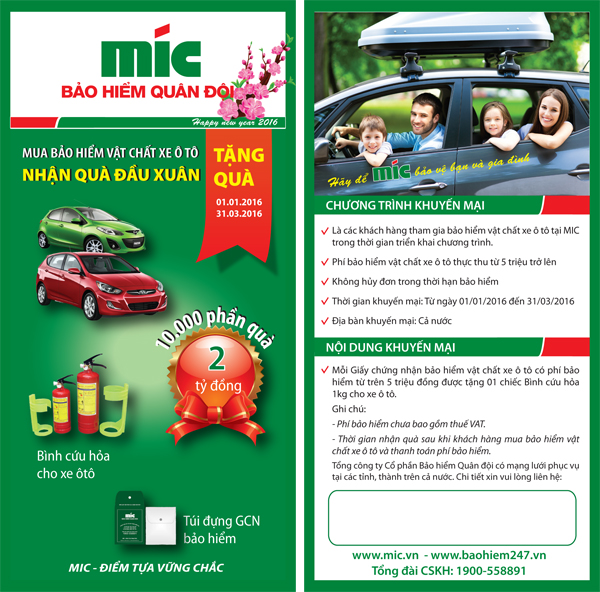 mic
BẢO HIỂM QUÂN ĐỘI
Happy new year 2016
MUA BẢO HIỂM VẬT CHẤT XE Ô TÔ
NHẬN QUÀ ĐẦU XUÂN
TẶNG
QUÀ
01.01.2016
31.03.2016
10.000 phần quà
2
tỷ đồng
Bình cứu hỏa
cho xe ôtô
Túi đựng GCN
bảo hiểm
MIC - ĐIỂM TỰA VỮNG CHẮC
Hãy để mic bảo vệ bạn và gia đình
CHƯƠNG TRÌNH KHUYẾN MẠI
Là các khách hàng tham gia bảo hiểm vật chất xe ô tô tại MIC
trong thời gian triển khai chương trình.
Phí bảo hiểm vật chất xe ô tô thực thu từ 5 triệu trở lên
Không hủy đơn trong thời hạn bảo hiểm
Thời gian khuyến mại: Từ ngày 01/01/2016 đến 31/03/2016
Địa bàn khuyến mại: Cả nước
NỘI DUNG KHUYẾN MẠI
Mỗi Giấy chứng nhận bảo hiểm vật chất xe ô tô có phí bảo
hiểm từ trên 5 triệu đồng được tặng 01 chiếc Bình cứu hỏa
1kg cho xe ô tô.
Ghi chú:
- Phí bảo hiểm chưa bao gồm thuế VAT.
- Thời gian nhận quà sau khi khách hàng mua bảo hiểm vật
chất xe ô tô và thanh toán phí bảo hiểm.
Tổng công ty Cổ phần Bảo hiểm Quân đội có mạng lưới phục vụ
tại các tỉnh, thành trên cả nước. Chi tiết xin vui lòng liên hệ:
www.mic.vn - www.baohiem247.vn
Tổng đài CSKH: 1900-558891